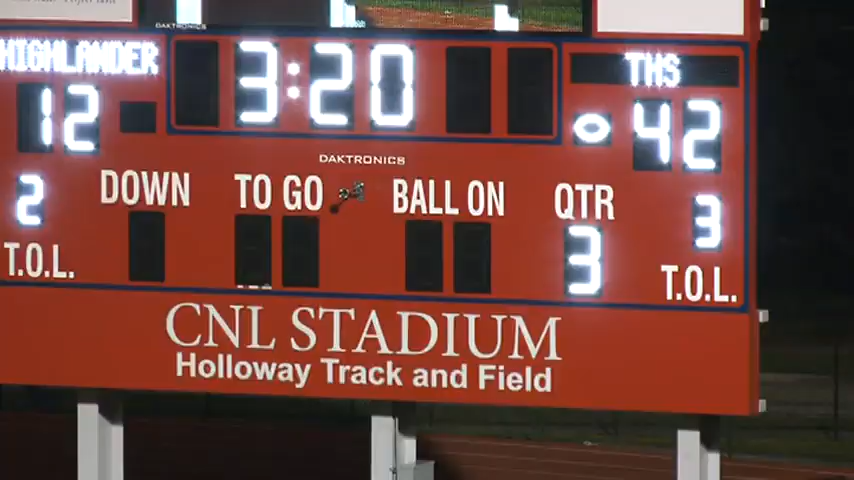 DAKTRONICS
HIGHLANDER 3:20 THS
12 42
DAKTRONICS
2 DOWN TO GO BALL ON QTR 3
T.O.L. 3 T.O.L.
CNL STADIUM
Holloway Track and Field